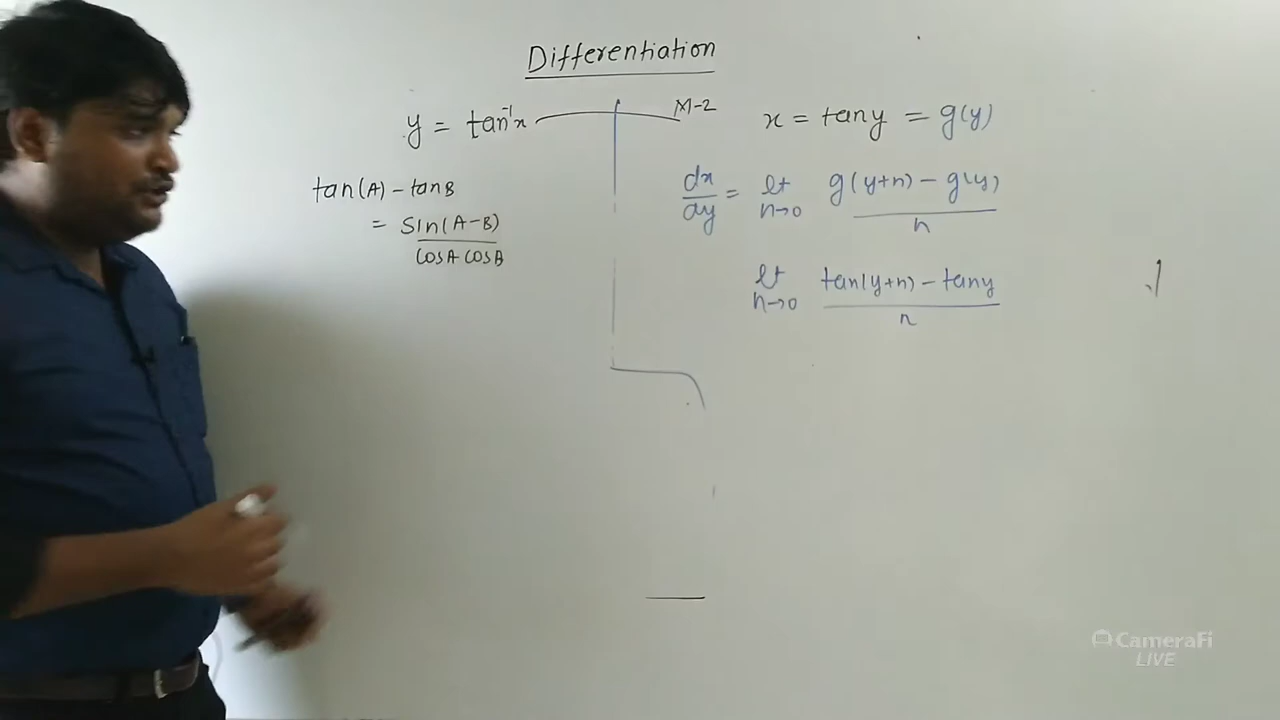 Differentiation
y = tan⁻¹x
M-2
x = tany = g(y)
tan(A) - tanB
= Sin(A-B) / cosA cosB
dx/dy = lt n→0 g(y+n) - g(y) / n
lt n→0 tan(y+n) - tany / n
CameraFi
LIVE